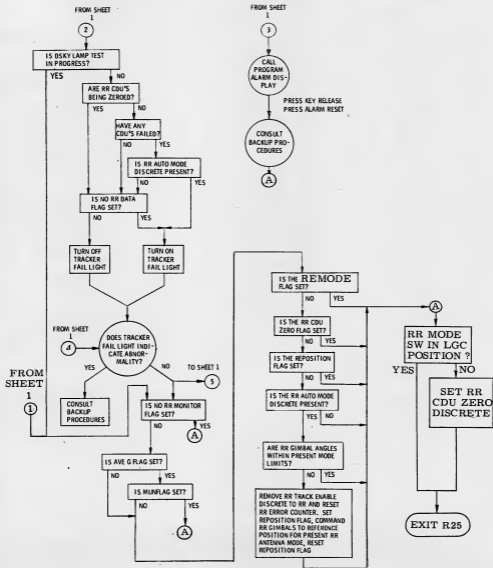 FROM SHEET
1
2
IS DSKY LAMP TEST
IN PROGRESS?
YES
NO
ARE RR CDU'S
BEING ZEROED?
YES
NO
HAVE ANY
CDU'S FAILED?
NO
YES
IS RR AUTO MODE
DISCRETE PRESENT?
NO
YES
IS NO RR DATA
FLAG SET?
NO
YES
TURN OFF
TRACKER
FAIL LIGHT
TURN ON
TRACKER
FAIL LIGHT
FROM SHEET
1
4
DOES TRACKER
FAIL LIGHT INDI-
CATE ABNOR-
MALITY?
YES
NO
TO SHEET 1
5
FROM
SHEET
1
1
CONSULT
BACKUP
PROCEDURES
IS NO RR MONITOR
FLAG SET?
NO
YES
A
IS AVE G FLAG SET?
NO
YES
IS MUNFLAG SET?
NO
YES
A
FROM SHEET
1
3
CALL
PROGRAM
ALARM DIS-
PLAY
PRESS KEY RELEASE
PRESS ALARM RESET
CONSULT
BACKUP PRO-
CEDURES
A
IS THE REMODE
FLAG SET?
NO
YES
IS THE RR CDU
ZERO FLAG SET?
NO
YES
IS THE REPOSITION
FLAG SET?
NO
YES
IS THE RR AUTO MODE
DISCRETE PRESENT?
YES
NO
ARE RR GIMBAL ANGLES
WITHIN PRESENT MODE
LIMITS?
NO
YES
REMOVE RR TRACK ENABLE
DISCRETE TO RR AND RESET
RR ERROR COUNTER. SET
REPOSITION FLAG, COMMAND
RR GIMBALS TO REFERENCE
POSITION FOR PRESENT RR
ANTENNA MODE, RESET
REPOSITION FLAG
A
RR MODE
SW IN LGC
POSITION ?
YES
NO
SET RR
CDU ZERO
DISCRETE
EXIT R25